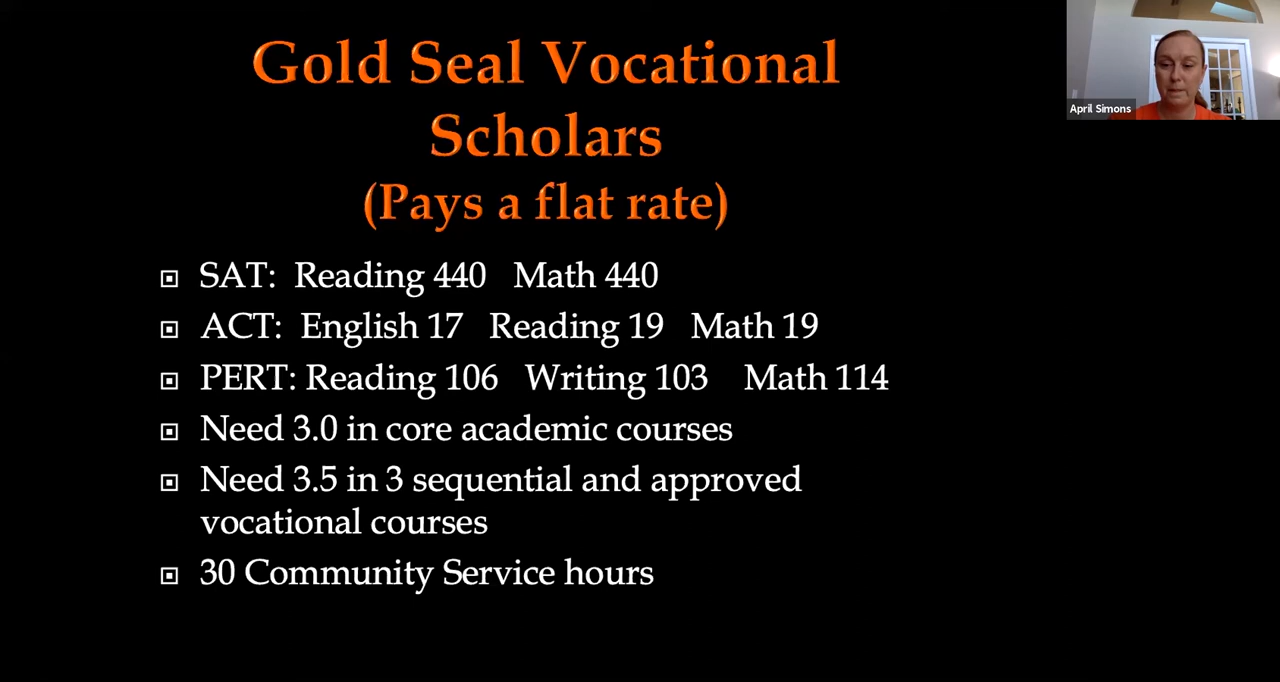 Gold Seal Vocational
Scholars
(Pays a flat rate)
SAT: Reading 440 Math 440
ACT: English 17 Reading 19 Math 19
PERT: Reading 106 Writing 103 Math 114
Need 3.0 in core academic courses
Need 3.5 in 3 sequential and approved
vocational courses
30 Community Service hours
April Simons